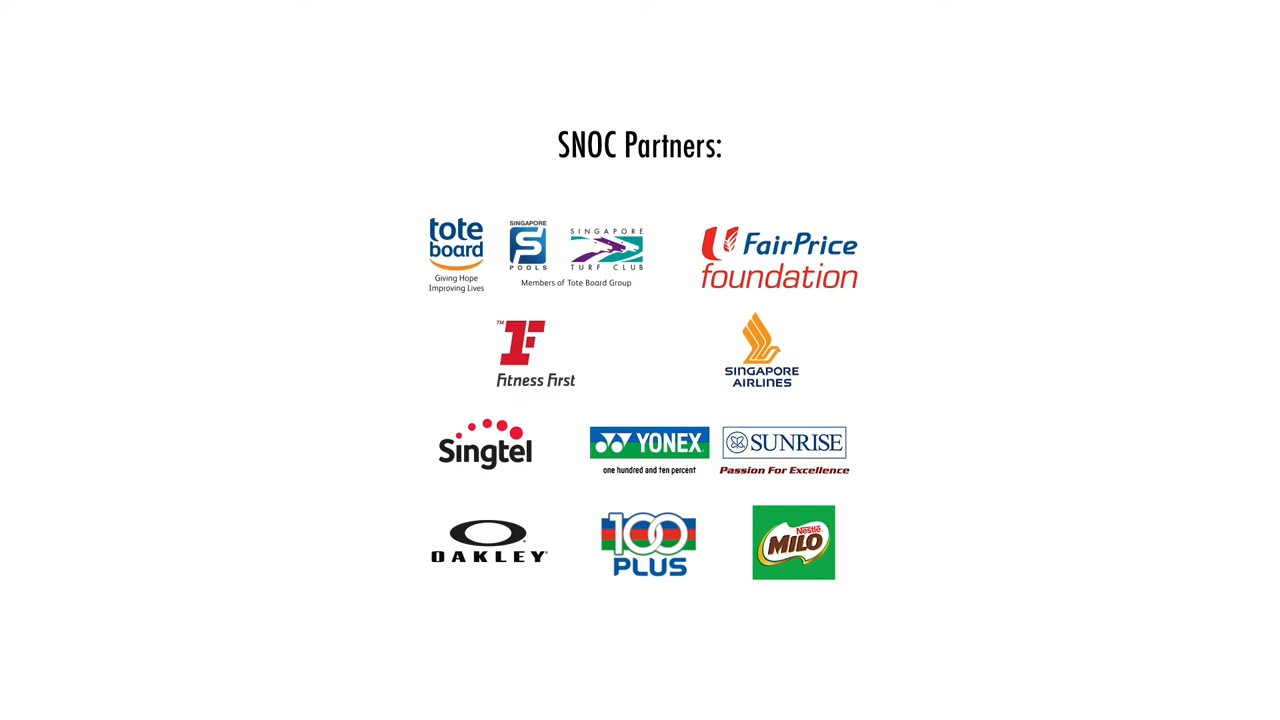 SNOC Partners:
tote board
Giving Hope
Improving Lives
SINGAPORE
POOLS
SINGAPORE
TURF CLUB
Members of Tote Board Group
U FairPrice
foundation
™
Fitness First
SINGAPORE
AIRLINES
Singtel
YONEX
one hundred and ten percent
SUNRISE
Passion For Excellence
OAKLEY®
100
PLUS
Nestlé
MILO